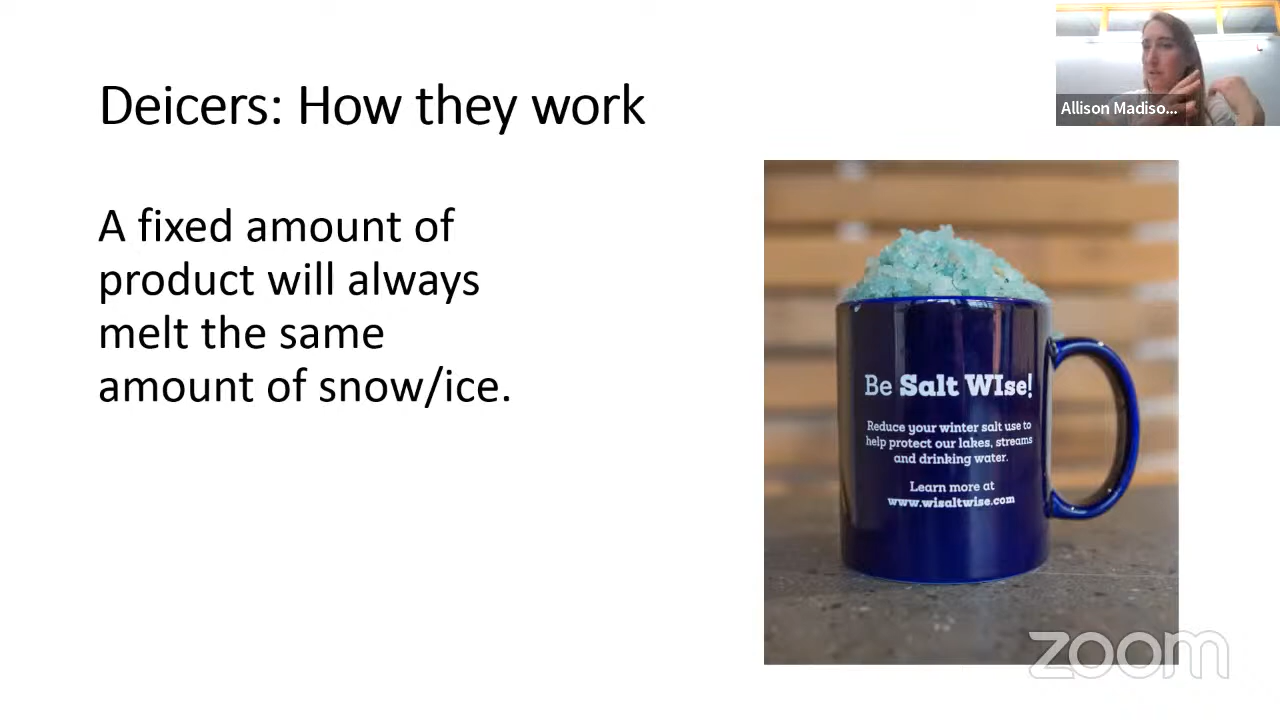 Deicers: How they work
Allison Madiso...
A fixed amount of
product will always
melt the same
amount of snow/ice.
Be Salt WIse!
Reduce your winter salt use to
help protect our lakes, streams
and drinking water.
Learn more at
www.wisaltwise.com
zoom